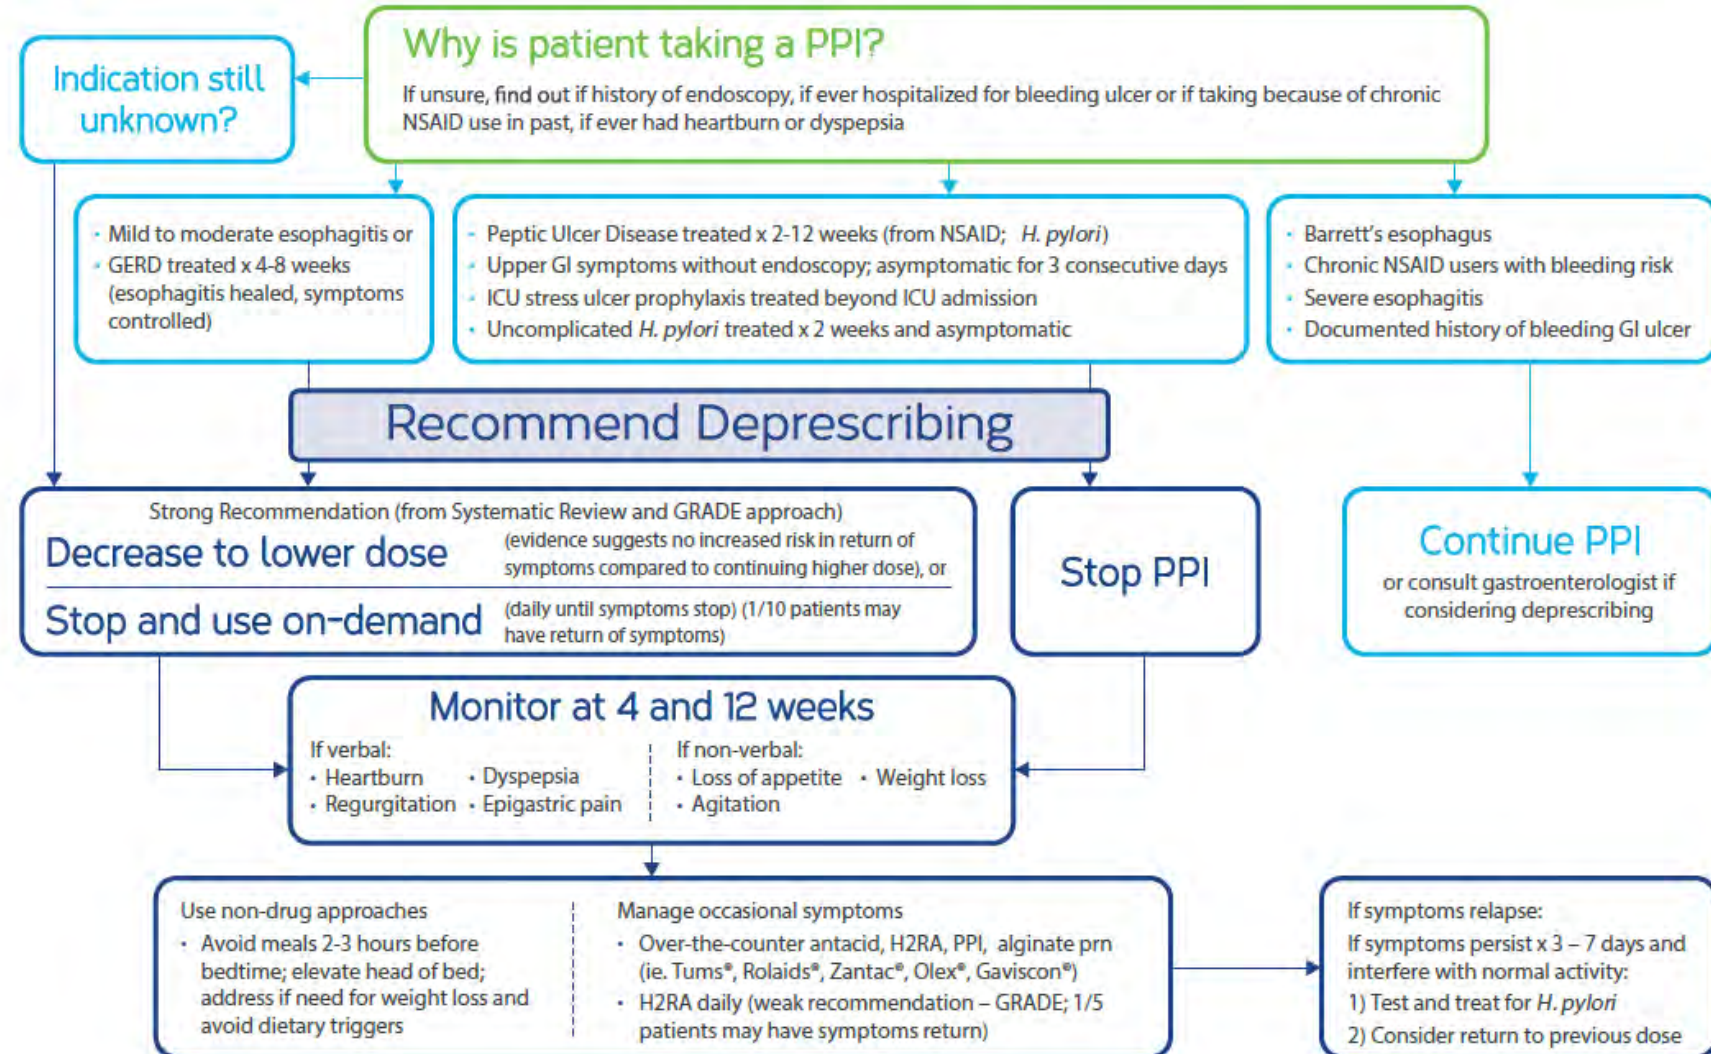 Why is patient taking a PPI?
If unsure, find out if history of endoscopy, if ever hospitalized for bleeding ulcer or if taking because of chronic
NSAID use in past, if ever had heartburn or dyspepsia
Indication still
unknown?
· Mild to moderate esophagitis or
· GERD treated x 4-8 weeks
(esophagitis healed, symptoms
controlled)
· Peptic Ulcer Disease treated x 2-12 weeks (from NSAID; H. pylori)
· Upper GI symptoms without endoscopy; asymptomatic for 3 consecutive days
· ICU stress ulcer prophylaxis treated beyond ICU admission
· Uncomplicated H. pylori treated x 2 weeks and asymptomatic
· Barrett's esophagus
· Chronic NSAID users with bleeding risk
· Severe esophagitis
· Documented history of bleeding GI ulcer
Recommend Deprescribing
Strong Recommendation (from Systematic Review and GRADE approach)
Decrease to lower dose
(evidence suggests no increased risk in return of
symptoms compared to continuing higher dose), or
Stop and use on-demand
(daily until symptoms stop) (1/10 patients may
have return of symptoms)
Stop PPI
Continue PPI
or consult gastroenterologist if
considering deprescribing
Monitor at 4 and 12 weeks
If verbal:
· Heartburn · Dyspepsia
· Regurgitation · Epigastric pain
If non-verbal:
· Loss of appetite · Weight loss
· Agitation
Use non-drug approaches
· Avoid meals 2-3 hours before
bedtime; elevate head of bed;
address if need for weight loss and
avoid dietary triggers
Manage occasional symptoms
· Over-the-counter antacid, H2RA, PPI, alginate prn
(ie. Tums®, Rolaids®, Zantac®, Olex®, Gaviscon®)
· H2RA daily (weak recommendation – GRADE; 1/5
patients may have symptoms return)
If symptoms relapse:
If symptoms persist x 3 – 7 days and
interfere with normal activity:
1) Test and treat for H. pylori
2) Consider return to previous dose